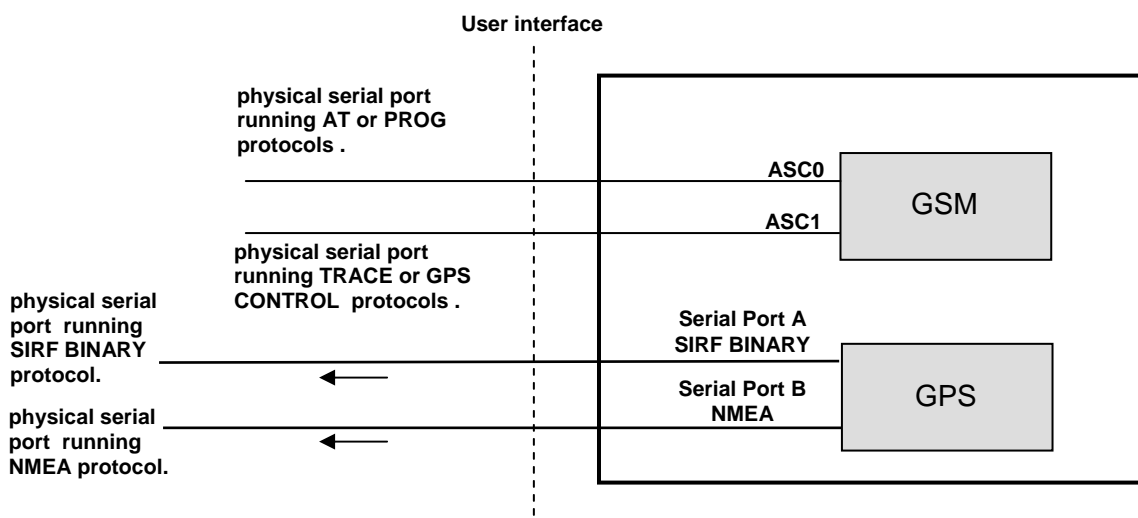 User interface
physical serial port
running AT or PROG
protocols .
ASC0
GSM
ASC1
physical serial port
running TRACE or GPS
CONTROL protocols .
physical serial
port running
SIRF BINARY
protocol.
Serial Port A
SIRF BINARY
GPS
Serial Port B
NMEA
physical serial
port running
NMEA protocol.